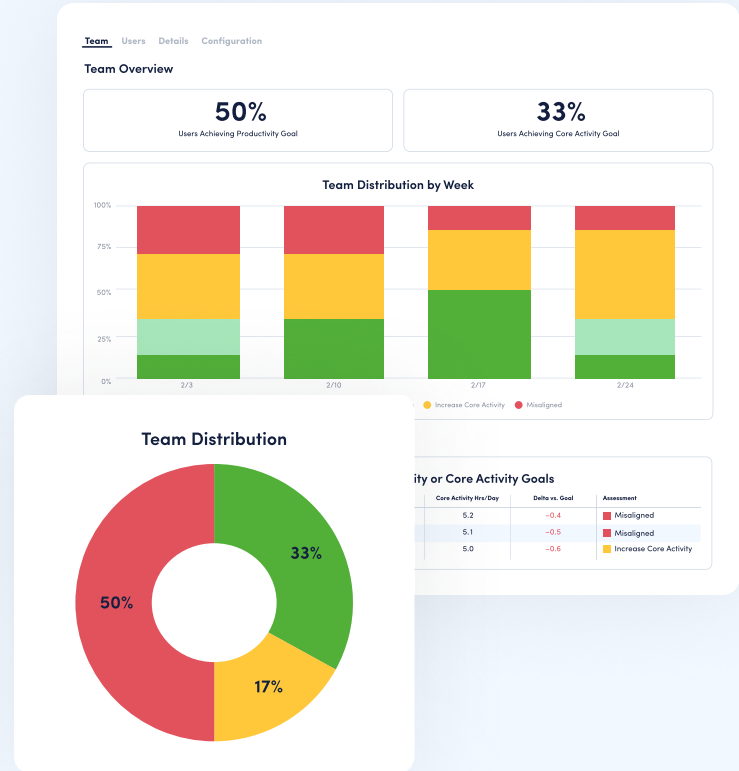 Team Users Details Configuration
Team Overview
50%
Users Achieving Productivity Goal
33%
Users Achieving Core Activity Goal
Team Distribution by Week
100%
75%
50%
25%
0%
2/3 2/10 2/17 2/24
Increase Core Activity Misaligned
Team Distribution
33%
50%
17%
ity or Core Activity Goals
Core Activity Hrs/Day Delta vs. Goal Assessment
5.2 −0.4 Misaligned
5.1 −0.5 Misaligned
5.0 −0.6 Increase Core Activity